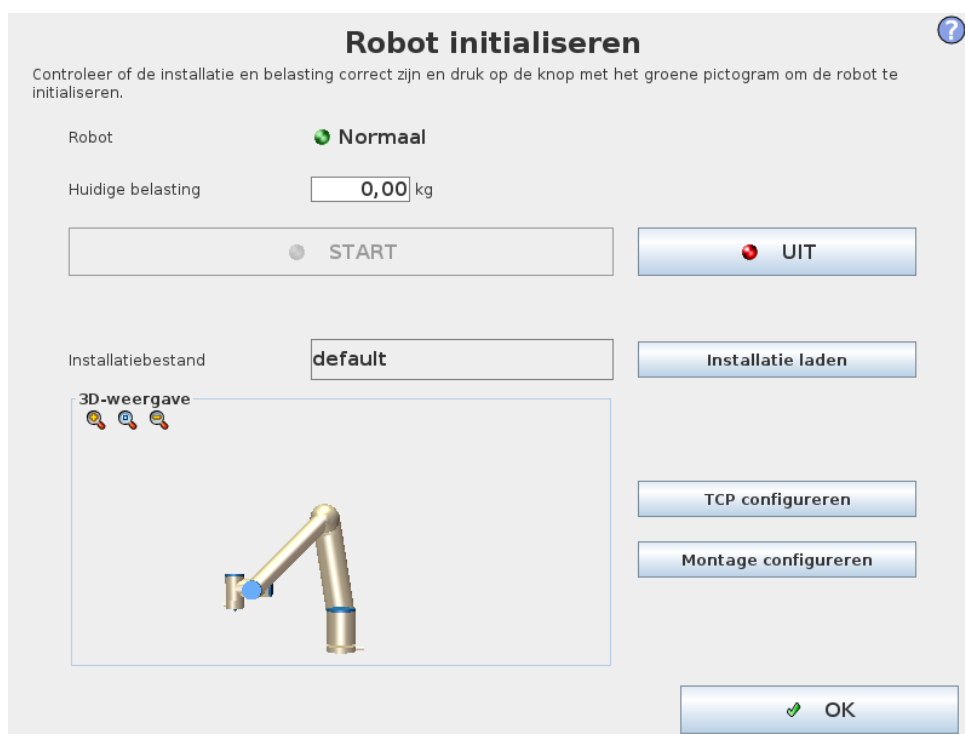 Robot initialiseren
?
Controleer of de installatie en belasting correct zijn en druk op de knop met het groene pictogram om de robot te
initialiseren.
Robot Normaal
Huidige belasting 0,00 kg
START UIT
Installatiebestand default Installatie laden
3D-weergave
TCP configureren
Montage configureren
OK